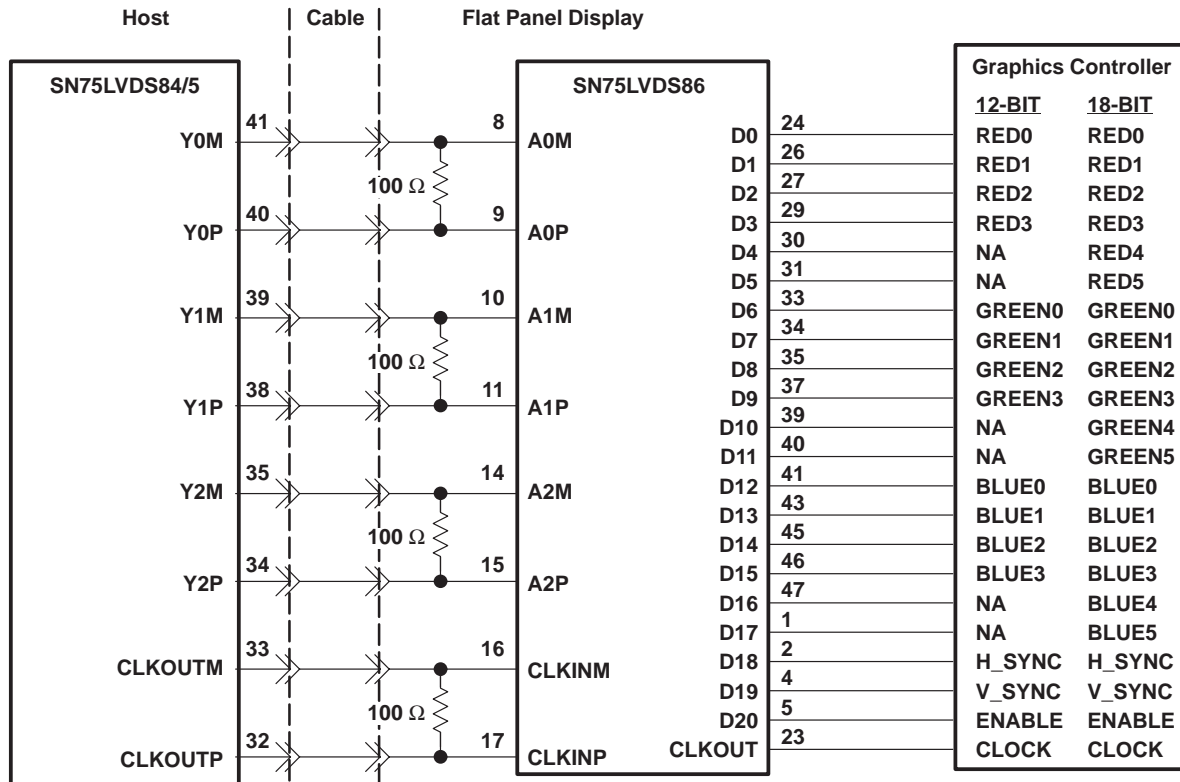 Host Cable Flat Panel Display
SN75LVDS84/5
SN75LVDS86
Graphics Controller
12-BIT 18-BIT
Y0M 41 8 A0M
100 Ω
Y0P 40 9 A0P
Y1M 39 10 A1M
100 Ω
Y1P 38 11 A1P
Y2M 35 14 A2M
100 Ω
Y2P 34 15 A2P
CLKOUTM 33 16 CLKINM
100 Ω
CLKOUTP 32 17 CLKINP
D0 24 RED0 RED0
D1 26 RED1 RED1
D2 27 RED2 RED2
D3 29 RED3 RED3
D4 30 NA RED4
D5 31 NA RED5
D6 33 GREEN0 GREEN0
D7 34 GREEN1 GREEN1
D8 35 GREEN2 GREEN2
D9 37 GREEN3 GREEN3
D10 39 NA GREEN4
D11 40 NA GREEN5
D12 41 BLUE0 BLUE0
D13 43 BLUE1 BLUE1
D14 45 BLUE2 BLUE2
D15 46 BLUE3 BLUE3
D16 47 NA BLUE4
D17 1 NA BLUE5
D18 2 H_SYNC H_SYNC
D19 4 V_SYNC V_SYNC
D20 5 ENABLE ENABLE
CLKOUT 23 CLOCK CLOCK